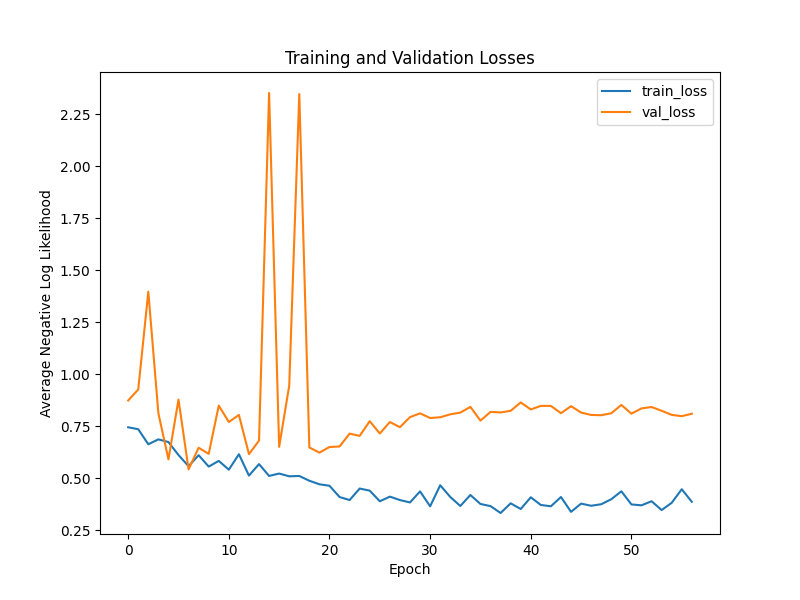 Training and Validation Losses
train_loss
val_loss
2.25
2.00
1.75
1.50
1.25
1.00
0.75
0.50
0.25
Average Negative Log Likelihood
0 10 20 30 40 50
Epoch